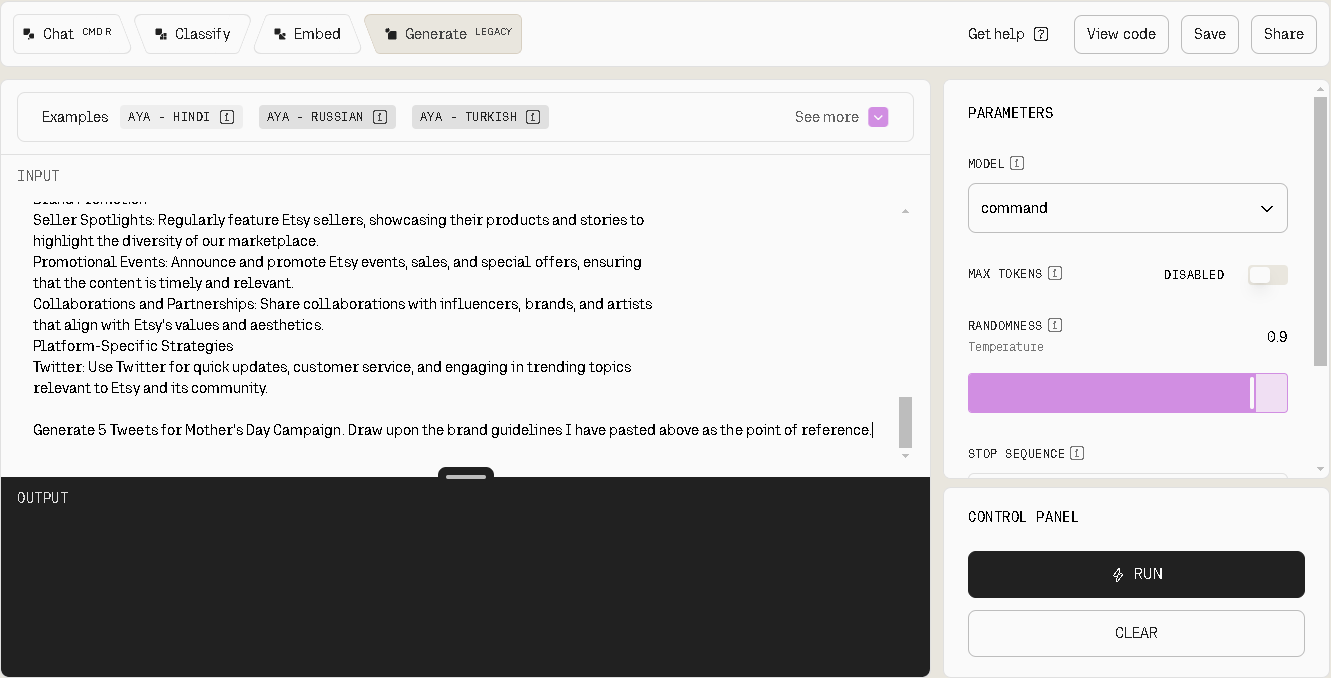 Chat CMD R Classify Embed Generate LEGACY Get help ? View code Save Share
Examples AYA - HINDI i AYA - RUSSIAN i AYA - TURKISH i See more
INPUT
Brand Promotion
Seller Spotlights: Regularly feature Etsy sellers, showcasing their products and stories to
highlight the diversity of our marketplace.
Promotional Events: Announce and promote Etsy events, sales, and special offers, ensuring
that the content is timely and relevant.
Collaborations and Partnerships: Share collaborations with influencers, brands, and artists
that align with Etsy's values and aesthetics.
Platform-Specific Strategies
Twitter: Use Twitter for quick updates, customer service, and engaging in trending topics
relevant to Etsy and its community.
Generate 5 Tweets for Mother's Day Campaign. Draw upon the brand guidelines I have pasted above as the point of reference.
OUTPUT
PARAMETERS
MODEL i
command
MAX TOKENS i DISABLED
RANDOMNESS i
Temperature
0.9
STOP SEQUENCE i
CONTROL PANEL
RUN
CLEAR